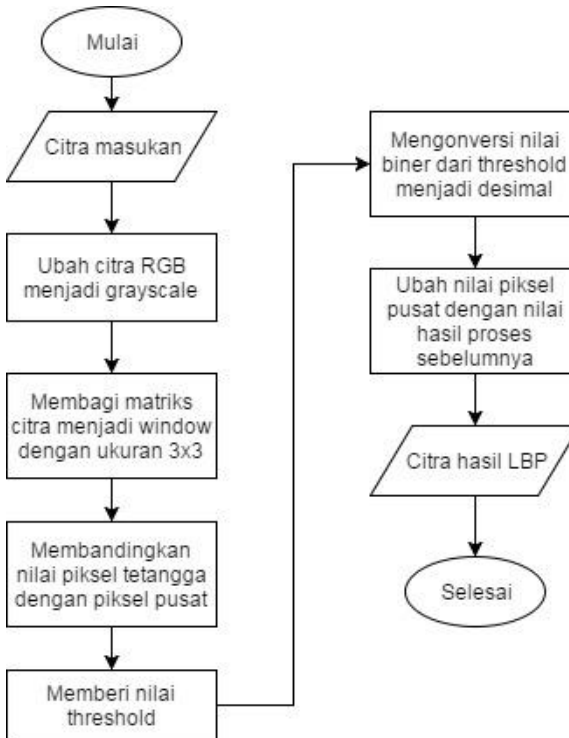 Mulai
Citra masukan
Ubah citra RGB
menjadi grayscale
Membagi matriks
citra menjadi window
dengan ukuran 3x3
Membandingkan
nilai piksel tetangga
dengan piksel pusat
Memberi nilai
threshold
Mengonversi nilai
biner dari threshold
menjadi desimal
Ubah nilai piksel
pusat dengan nilai
hasil proses
sebelumnya
Citra hasil LBP
Selesai